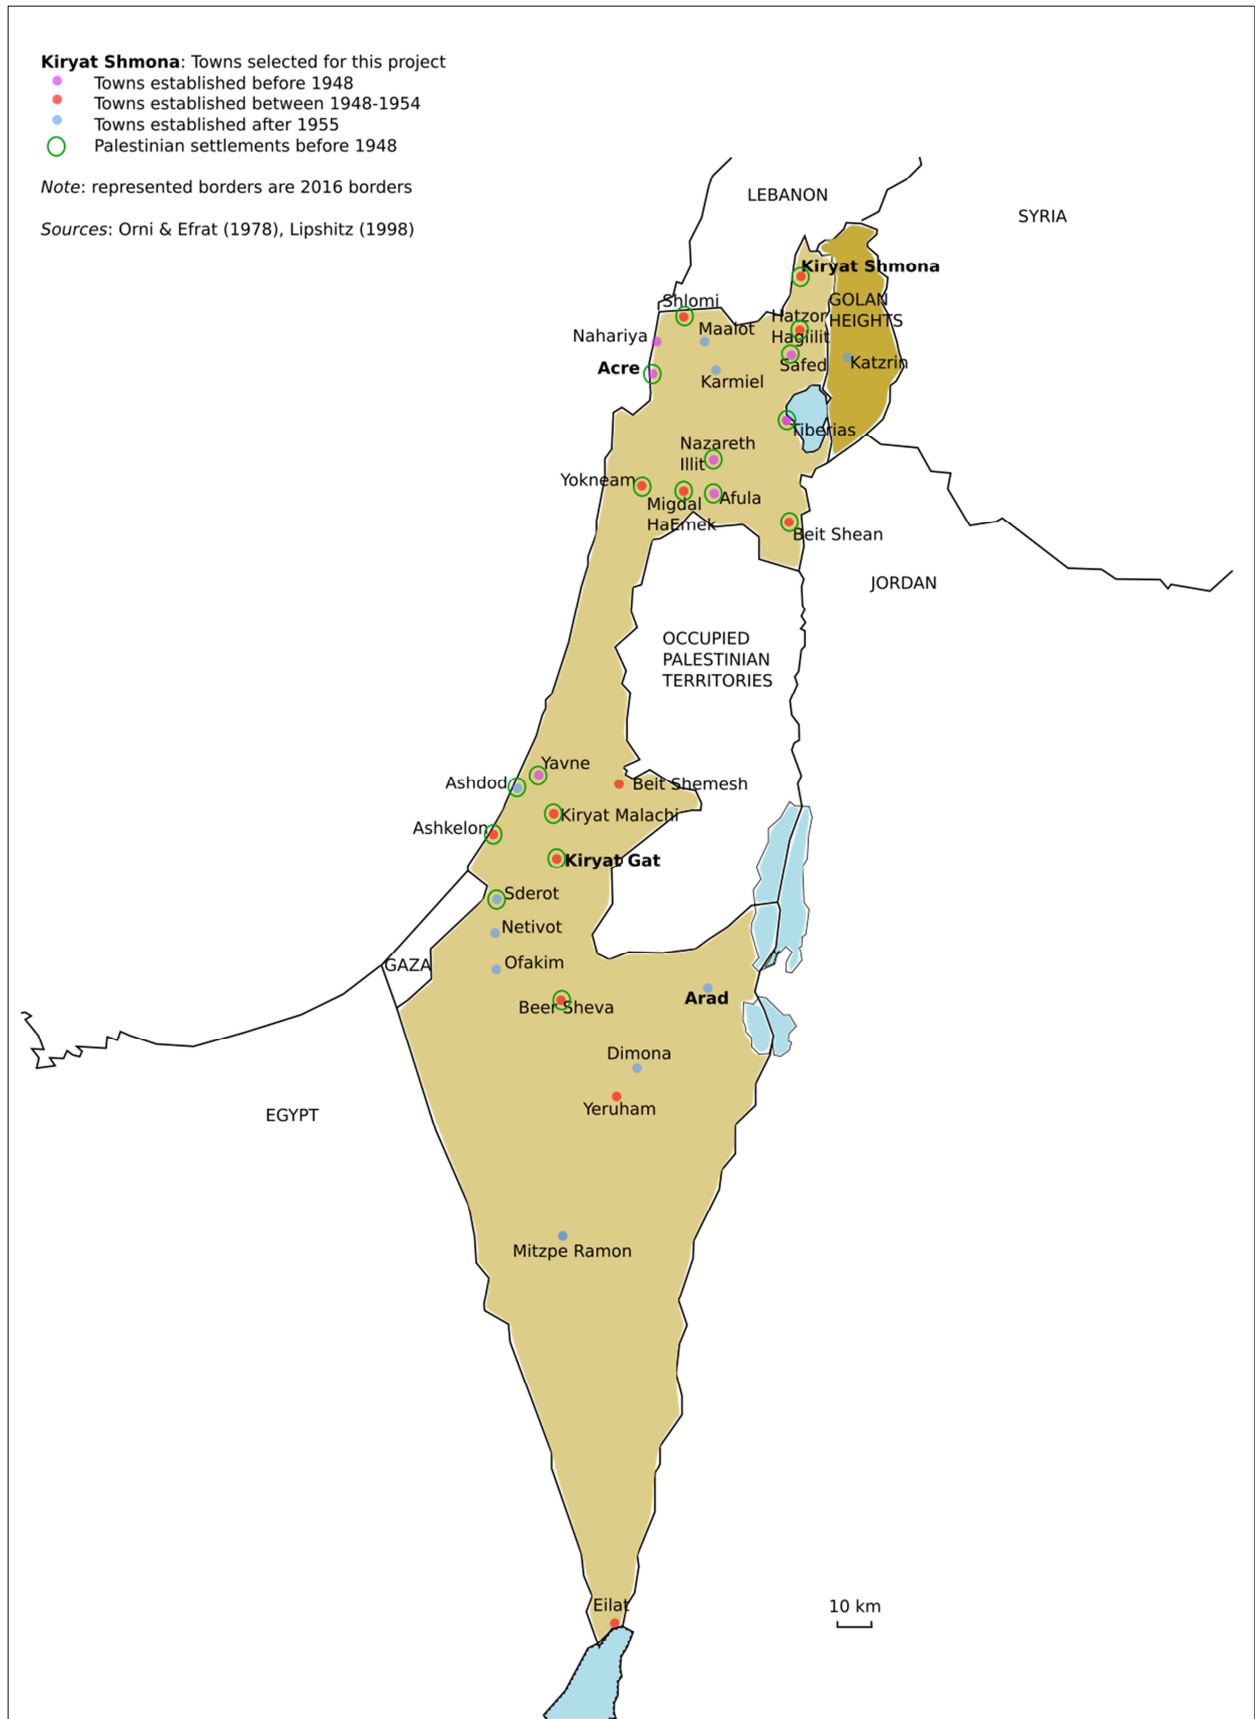 Kiryat Shmona: Towns selected for this project
Towns established before 1948
Towns established between 1948-1954
Towns established after 1955
Palestinian settlements before 1948
Note: represented borders are 2016 borders
Sources: Orni & Efrat (1978), Lipshitz (1998)
LEBANON
SYRIA
Kiryat Shmona
GOLAN
HEIGHTS
Shlomi
Hatzor
Haglilit
Nahariya
Maalot
Safed
Katzrin
Acre
Karmiel
Tiberias
Nazareth
Illit
Yokneam
Migdal
HaEmek
Afula
Beit Shean
JORDAN
OCCUPIED
PALESTINIAN
TERRITORIES
Yavne
Ashdod
Beit Shemesh
Kiryat Malachi
Ashkelon
Kiryat Gat
Sderot
Netivot
GAZA
Ofakim
Beer Sheva
Arad
Dimona
Yeruham
EGYPT
Mitzpe Ramon
Eilat
10 km